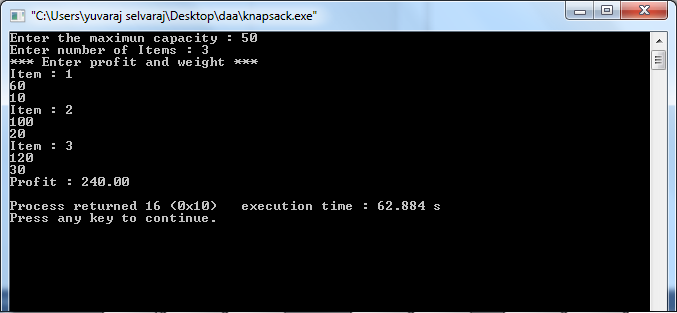 "C:\Users\yuvaraj selvaraj\Desktop\daa\knapsack.exe"
Enter the maximun capacity : 50
Enter number of Items : 3
*** Enter profit and weight ***
Item : 1
60
10
Item : 2
100
20
Item : 3
120
30
Profit : 240.00
Process returned 16 (0x10)   execution time : 62.884 s
Press any key to continue.